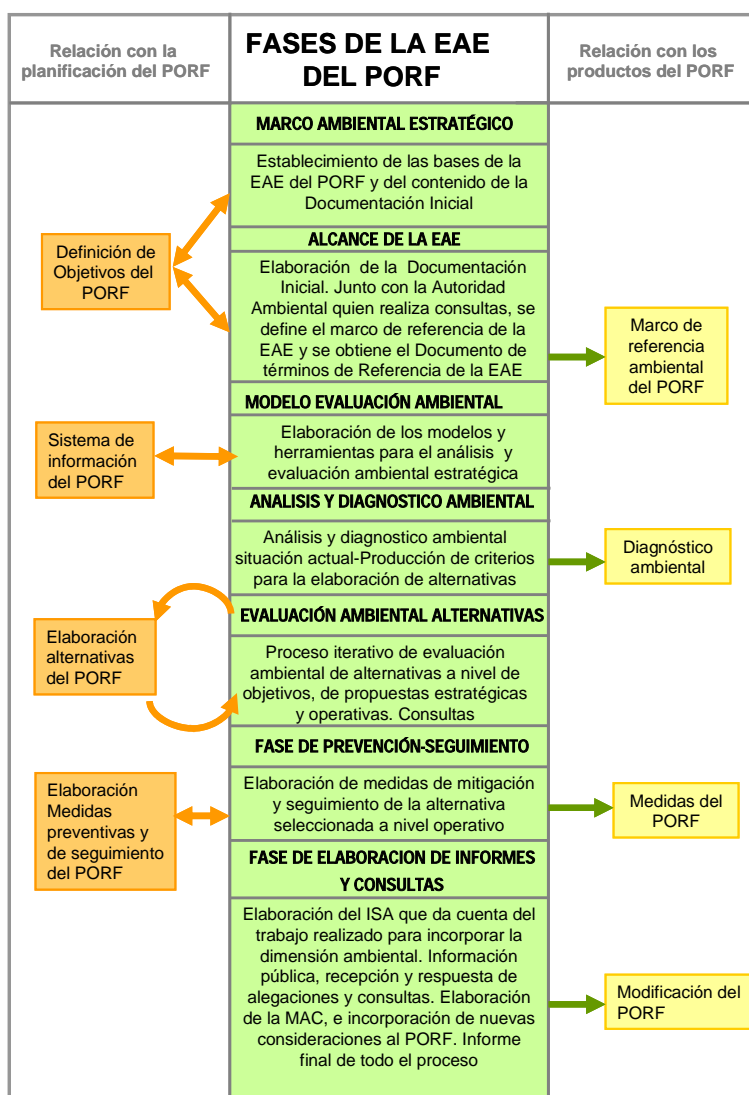 Relación con la
planificación del PORF
FASES DE LA EAE
DEL PORF
Relación con los
productos del PORF
MARCO AMBIENTAL ESTRATÉGICO
Establecimiento de las bases de la
EAE del PORF y del contenido de la
Documentación Inicial
Definición de
Objetivos del
PORF
ALCANCE DE LA EAE
Elaboración de la Documentación
Inicial. Junto con la Autoridad
Ambiental quien realiza consultas, se
define el marco de referencia de la
EAE y se obtiene el Documento de
términos de Referencia de la EAE
Marco de
referencia
ambiental
del PORF
MODELO EVALUACIÓN AMBIENTAL
Sistema de
información
del PORF
Elaboración de los modelos y
herramientas para el análisis y
evaluación ambiental estratégica
ANALISIS Y DIAGNOSTICO AMBIENTAL
Análisis y diagnostico ambiental
situación actual-Producción de criterios
para la elaboración de alternativas
Diagnóstico
ambiental
EVALUACIÓN AMBIENTAL ALTERNATIVAS
Elaboración
alternativas
del PORF
Proceso iterativo de evaluación
ambiental de alternativas a nivel de
objetivos, de propuestas estratégicas
y operativas. Consultas
FASE DE PREVENCIÓN-SEGUIMIENTO
Elaboración
Medidas
preventivas y
de seguimiento
del PORF
Elaboración de medidas de mitigación
y seguimiento de la alternativa
seleccionada a nivel operativo
Medidas del
PORF
FASE DE ELABORACION DE INFORMES
Y CONSULTAS
Elaboración del ISA que da cuenta del
trabajo realizado para incorporar la
dimensión ambiental. Información
pública, recepción y respuesta de
alegaciones y consultas. Elaboración
de la MAC, e incorporación de nuevas
consideraciones al PORF. Informe
final de todo el proceso
Modificación del
PORF